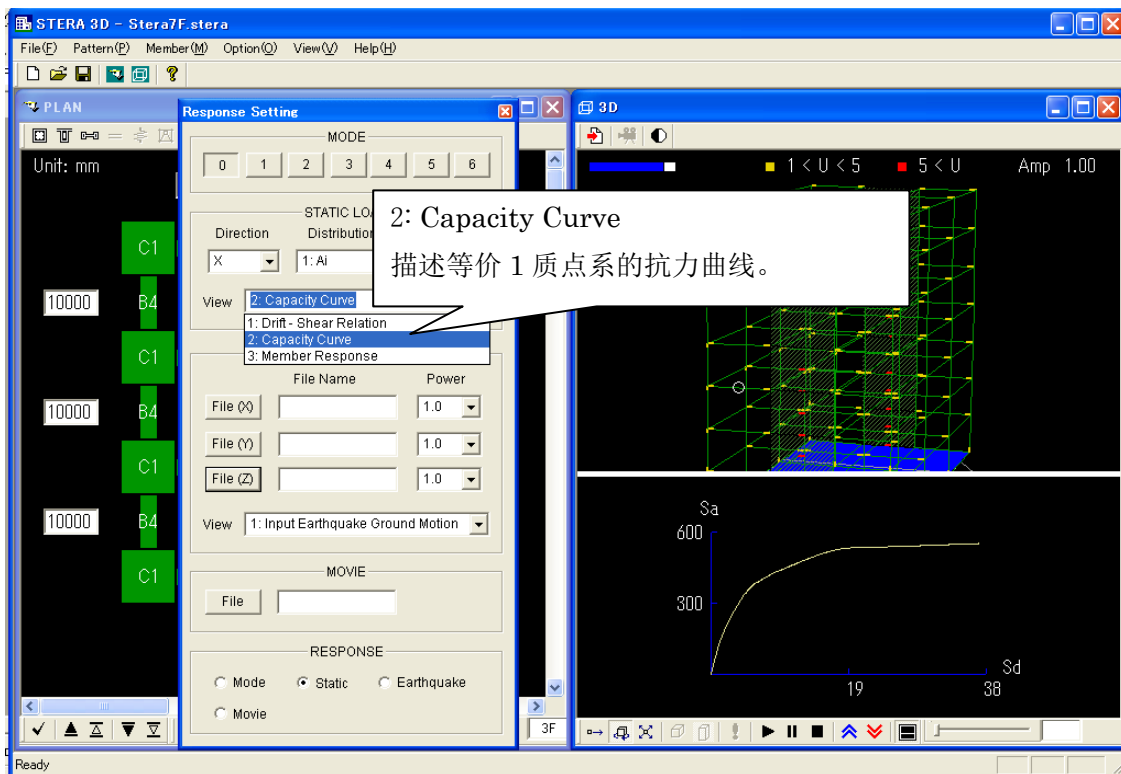 STERA 3D - Stera7F.stera
File(F) Pattern(P) Member(M) Option(O) View(V) Help(H)
PLAN
Unit: mm
C1
10000 B4
C1
10000 B4
C1
10000 B4
C1
3F
Response Setting
MODE
0 1 2 3 4 5 6
STATIC LO
Direction Distribution
X 1: Ai
View 2: Capacity Curve
1: Drift - Shear Relation
2: Capacity Curve
3: Member Response
File Name Power
File (X) 1.0
File (Y) 1.0
File (Z) 1.0
View 1: Input Earthquake Ground Motion
MOVIE
File
RESPONSE
Mode Static Earthquake
Movie
2: Capacity Curve
描述等价 1 质点系的抗力曲线。
3D
1 < U < 5 5 < U Amp 1.00
Sa
600
300
Sd
19 38
Ready